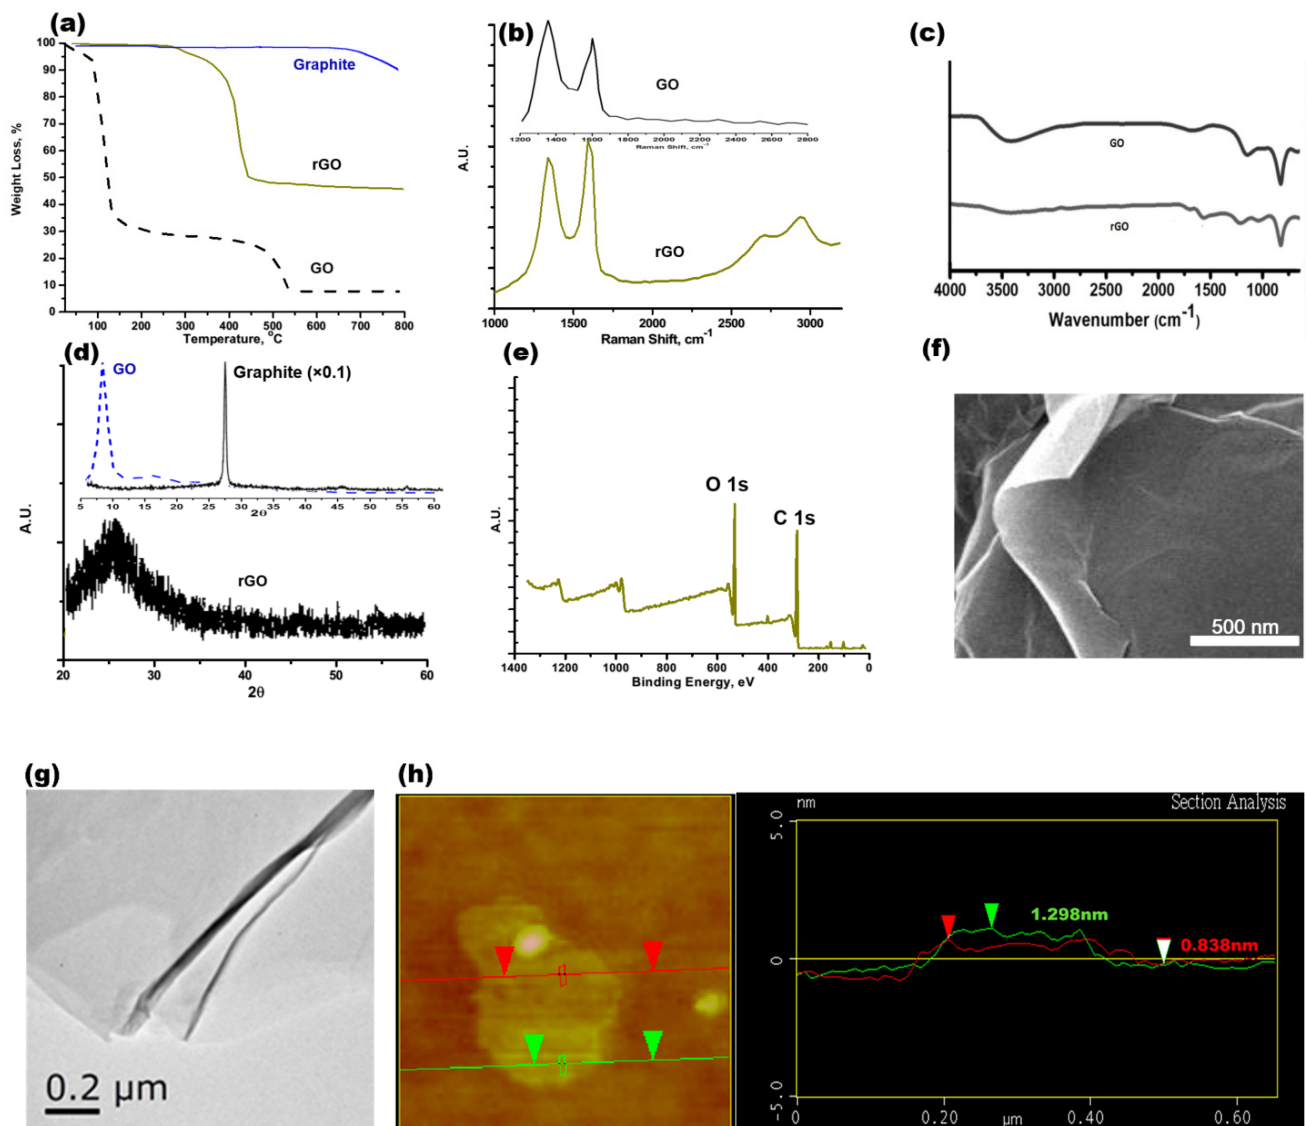 (a)
100
90
80
70
60
50
40
30
20
10
0
Weight Loss, %
Graphite
rGO
GO
100 200 300 400 500 600 700 800
Temperature, °C
(b)
A.U.
GO
1200 1400 1600 1800 2000 2200 2400 2600 2800
Raman Shift, cm-1
rGO
1000 1500 2000 2500 3000
Raman Shift, cm-1
(c)
GO
rGO
4000 3500 3000 2500 2000 1500 1000
Wavenumber (cm-1)
(d)
GO
Graphite (×0.1)
5 10 15 20 25 30 35 40 45 50 55 60
2θ
A.U.
rGO
20 30 40 50 60
2θ
(e)
A.U.
O 1s
C 1s
1400 1200 1000 800 600 400 200 0
Binding Energy, eV
(f)
500 nm
(g)
0.2 µm
(h)
nm
Section Analysis
5.0
0
-5.0
1.298nm
0.838nm
0 0.20 µm 0.40 0.60